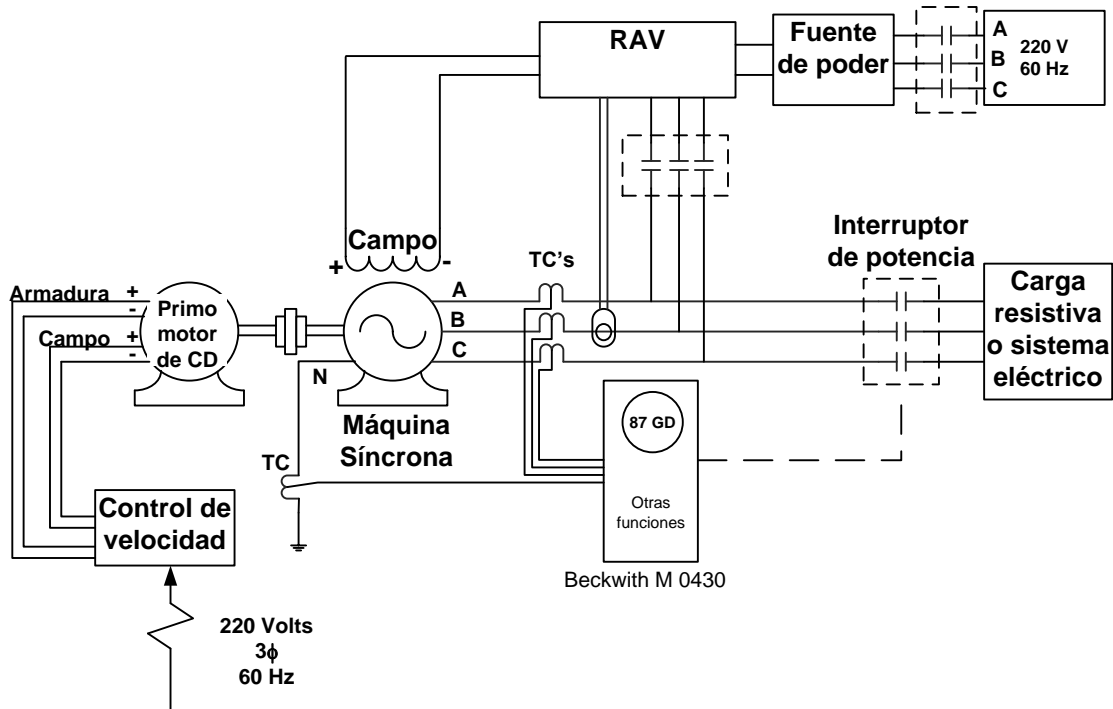 RAV
Fuente
de poder
A
B
C
220 V
60 Hz
Campo
+
-
TC's
Interruptor
de potencia
Armadura
+
-
Campo
+
-
Primo
motor
de CD
A
B
C
N
Carga
resistiva
o sistema
eléctrico
Máquina
Síncrona
87 GD
Otras
funciones
TC
Control de
velocidad
Beckwith M 0430
220 Volts
3ϕ
60 Hz